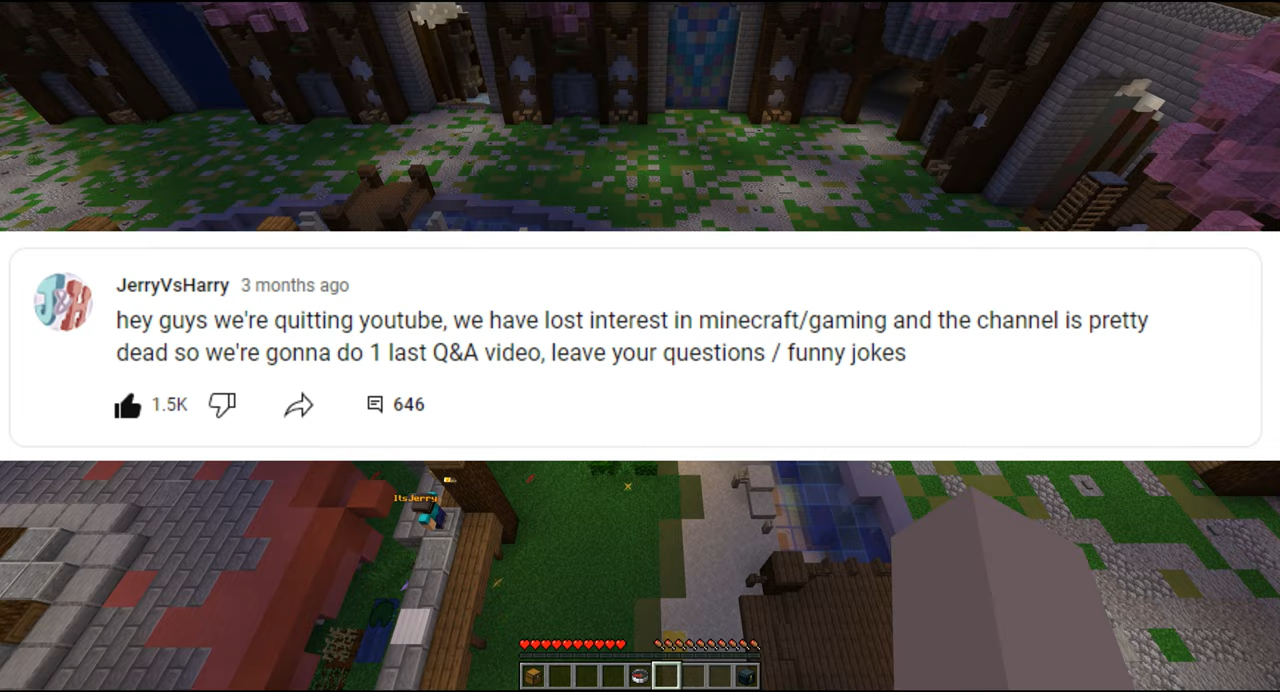 JerryVsHarry 3 months ago
hey guys we're quitting youtube, we have lost interest in minecraft/gaming and the channel is pretty
dead so we're gonna do 1 last Q&A video, leave your questions / funny jokes
1.5K 646
ItsJerry